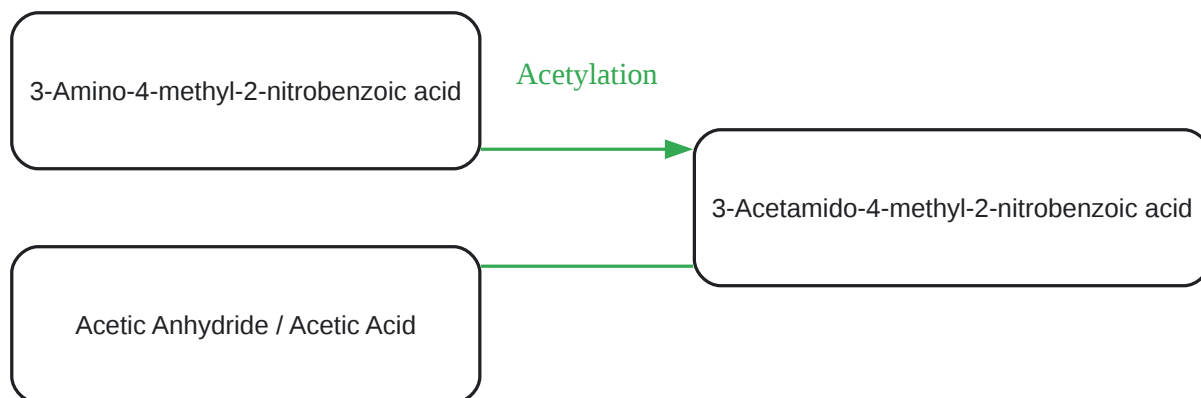 3-Amino-4-methyl-2-nitrobenzoic acid
Acetylation
3-Acetamido-4-methyl-2-nitrobenzoic acid
Acetic Anhydride / Acetic Acid